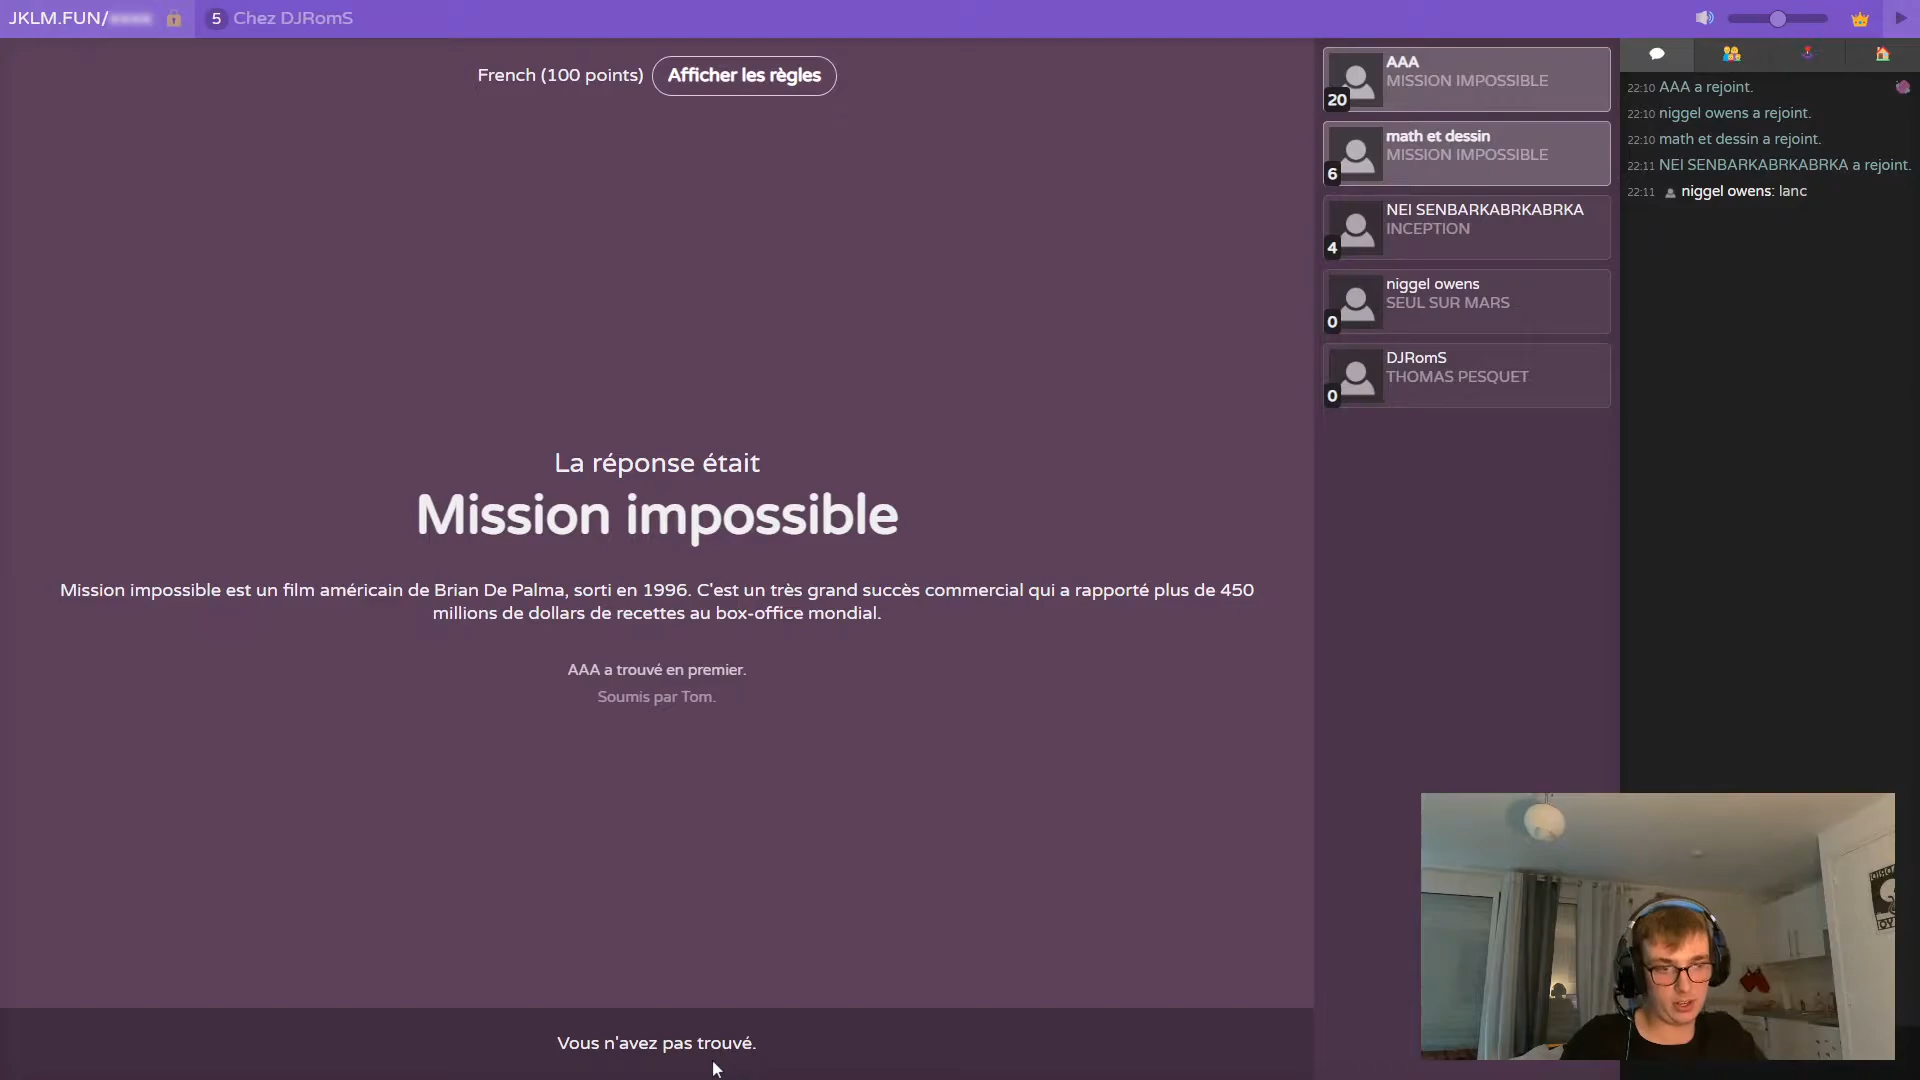 JKLM.FUN/
5 Chez DJRomS
French (100 points) Afficher les règles
La réponse était
Mission impossible
Mission impossible est un film américain de Brian De Palma, sorti en 1996. C'est un très grand succès commercial qui a rapporté plus de 450
millions de dollars de recettes au box-office mondial.
AAA a trouvé en premier.
Soumis par Tom.
Vous n'avez pas trouvé.
AAA
MISSION IMPOSSIBLE
20
math et dessin
MISSION IMPOSSIBLE
6
NEI SENBARKABRKABRKA
INCEPTION
4
niggel owens
SEUL SUR MARS
0
DJRomS
THOMAS PESQUET
0
22:10 AAA a rejoint.
22:10 niggel owens a rejoint.
22:10 math et dessin a rejoint.
22:11 NEI SENBARKABRKABRKA a rejoint.
22:11 niggel owens: lanc